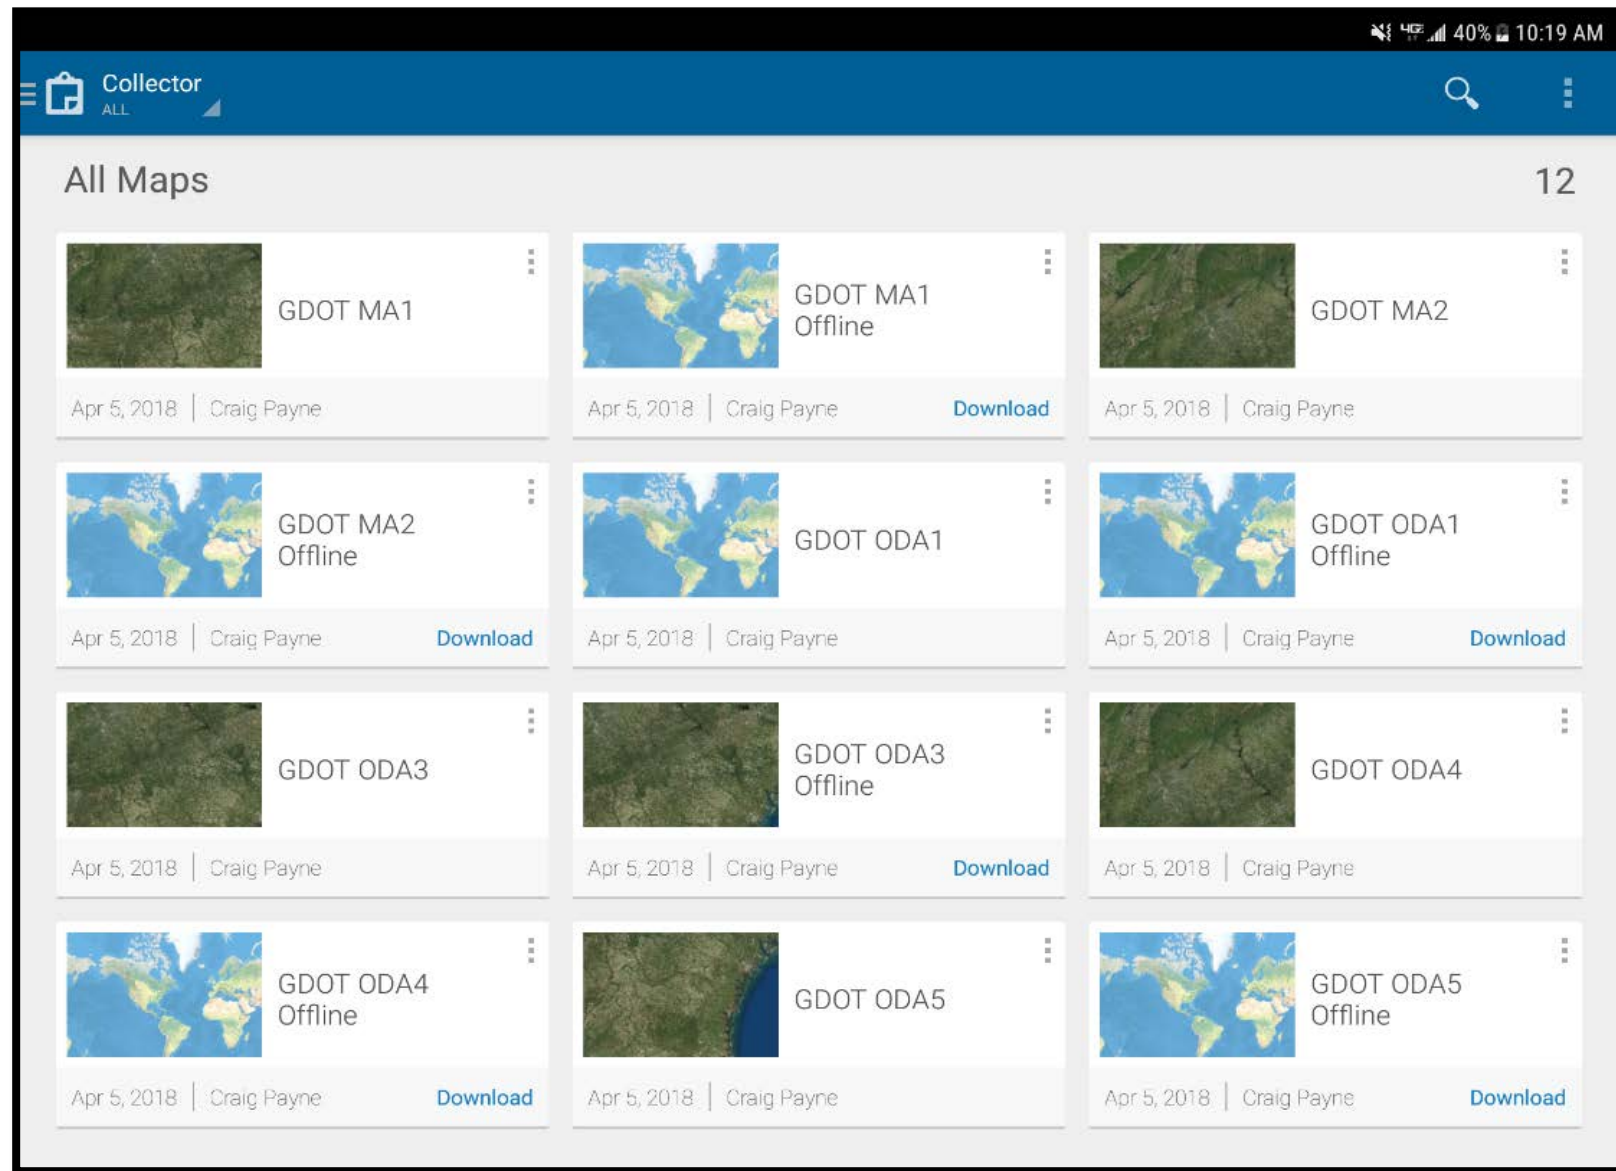 40% 10:19 AM
Collector
ALL
All Maps
12
GDOT MA1
Apr 5, 2018 | Craig Payne
GDOT MA1
Offline
Apr 5, 2018 | Craig Payne Download
GDOT MA2
Apr 5, 2018 | Craig Payne
GDOT MA2
Offline
Apr 5, 2018 | Craig Payne Download
GDOT ODA1
Apr 5, 2018 | Craig Payne
GDOT ODA1
Offline
Apr 5, 2018 | Craig Payne Download
GDOT ODA3
Apr 5, 2018 | Craig Payne
GDOT ODA3
Offline
Apr 5, 2018 | Craig Payne Download
GDOT ODA4
Apr 5, 2018 | Craig Payne
GDOT ODA4
Offline
Apr 5, 2018 | Craig Payne Download
GDOT ODA5
Apr 5, 2018 | Craig Payne
GDOT ODA5
Offline
Apr 5, 2018 | Craig Payne Download